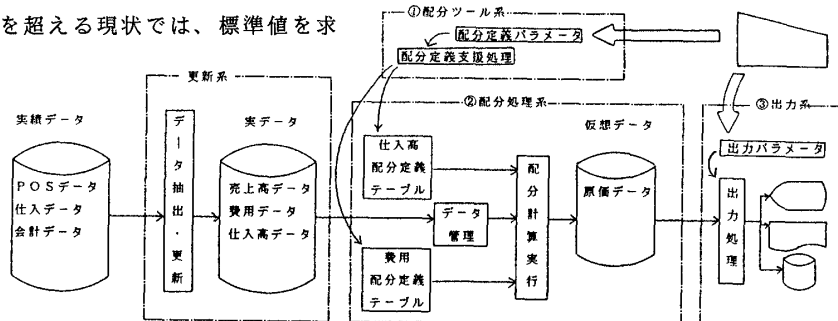 を超える現状では、標準値を求
①配分ツール系
配分定義パラメータ
配分定義支援処理
更新系
実績データ
POSデータ
仕入データ
会計データ
データ抽出・更新
実データ
売上高データ
費用データ
仕入高データ
②配分処理系
仕入高
配分定義
テーブル
データ
管理
費用
配分定義
テーブル
配分計算実行
仮想データ
原価データ
③出力系
出力パラメータ
出力処理